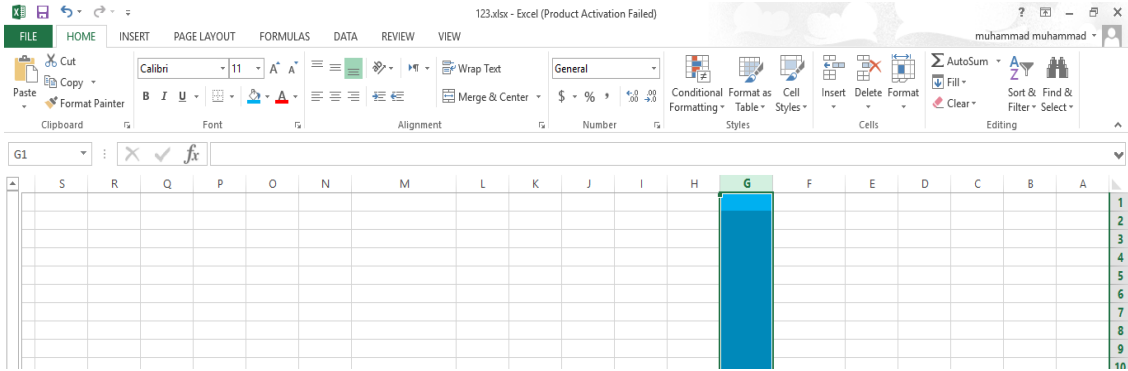 123.xlsx - Excel (Product Activation Failed)
FILE HOME INSERT PAGE LAYOUT FORMULAS DATA REVIEW VIEW muhammad muhammad
Cut Calibri 11 Wrap Text General AutoSum
Copy Fill
Paste Format Painter B I U Merge & Center $ % , Conditional Formatting Format as Table Cell Styles Insert Delete Format Clear Sort & Filter Find & Select
Clipboard Font Alignment Number Styles Cells Editing
G1 fx
S R Q P O N M L K J I H G F E D C B A
1
2
3
4
5
6
7
8
9
10